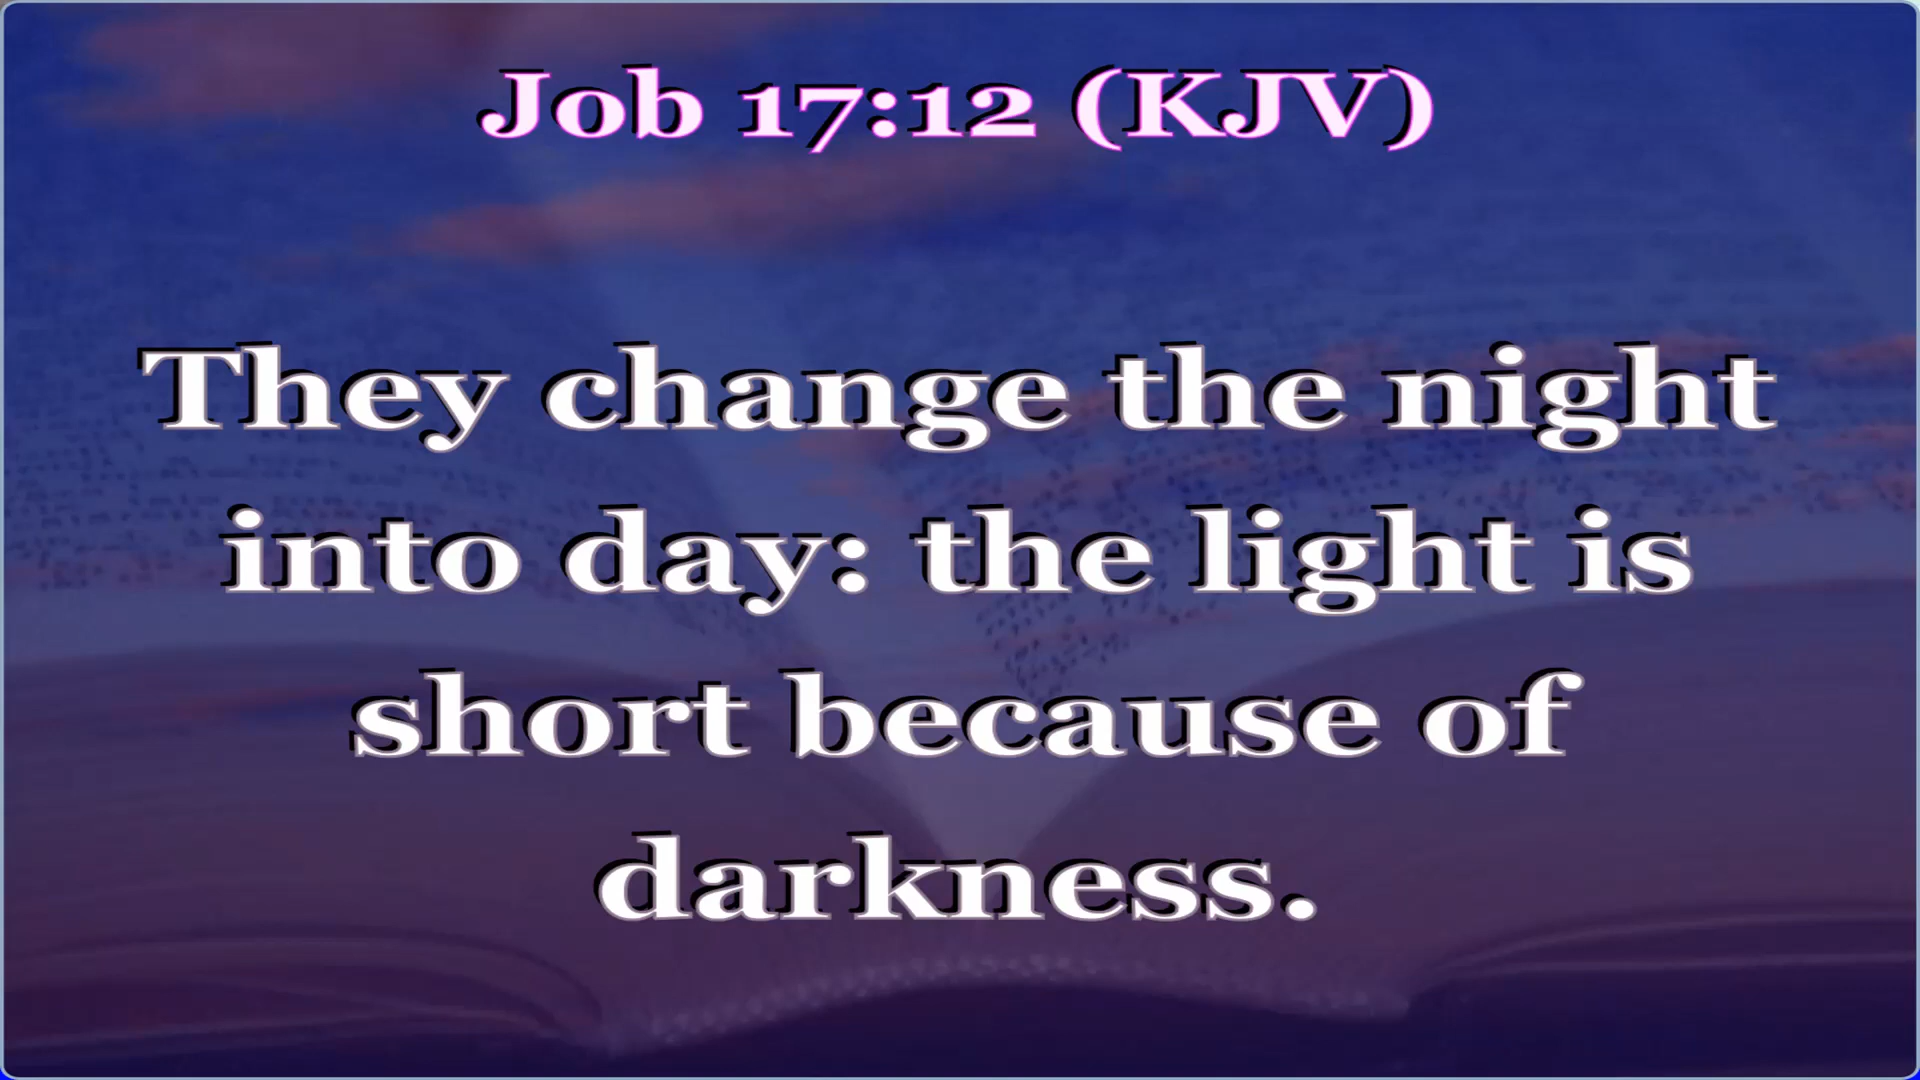 Job 17:12 (KJV)
They change the night
into day: the light is
short because of
darkness.